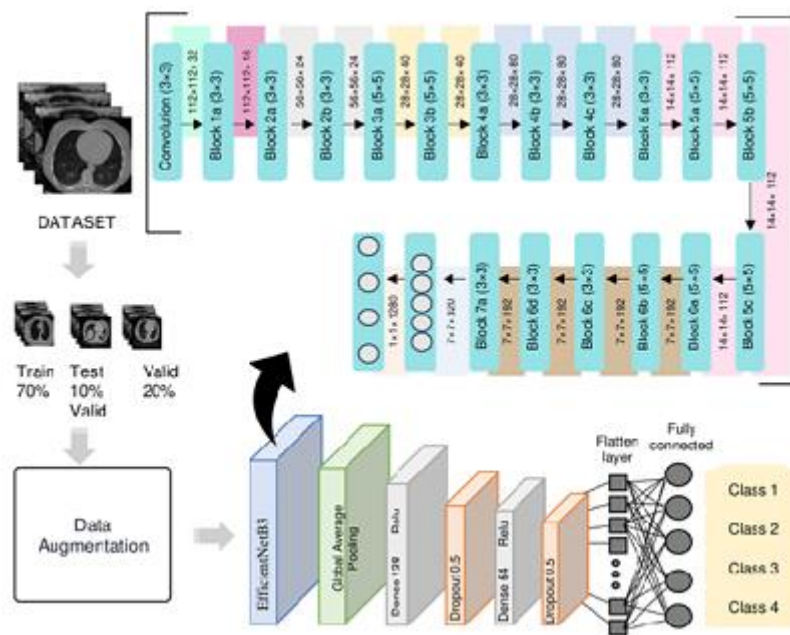 Convolution (3×3)
112×112× 32
Block 1a (3×3)
112×112× 16
Block 2a (3×3)
56×56× 24
Block 2b (3×3)
56×56× 24
Block 3a (5×5)
28×28× 40
Block 3b (5×5)
28×28× 40
Block 4a (3×3)
28×28× 80
Block 4b (3×3)
28×28× 80
Block 4c (3×3)
28×28× 80
Block 5a (3×3)
14×14× 112
Block 5a (5×5)
14×14× 112
Block 5b (5×5)
14×14× 112
DATASET
1×1× 1280
7×7× 320
Block 7a (3×3)
7×7×192
Block 6d (3×3)
7×7×192
Block 6c (3×3)
7×7×192
Block 6b (5×5)
7×7×192
Block 6a (5×5)
14×14× 112
Block 5c (5×5)
Train
70%
Test
10%
Valid
Valid
20%
Data
Augmentation
EfficientNetB3
Global Average
Pooling
Dense 128 Relu
Dropout 0.5
Dense 64 Relu
Dropout 0.5
Flatten
layer
Fully
connected
Class 1
Class 2
Class 3
Class 4